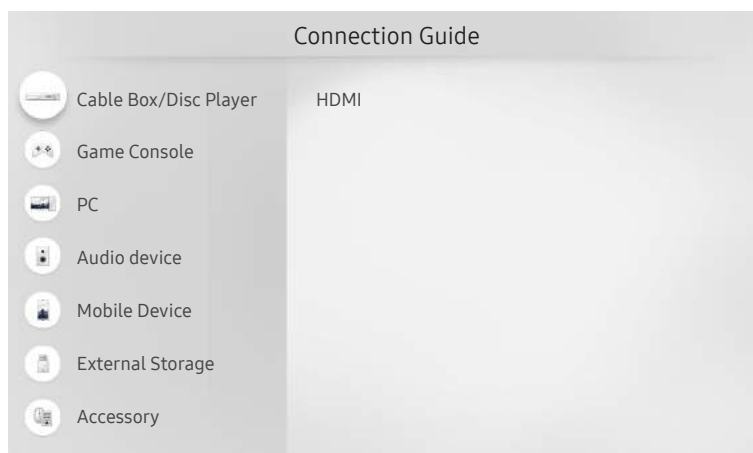 Connection Guide
Cable Box/Disc Player HDMI
Game Console
PC
Audio device
Mobile Device
External Storage
Accessory